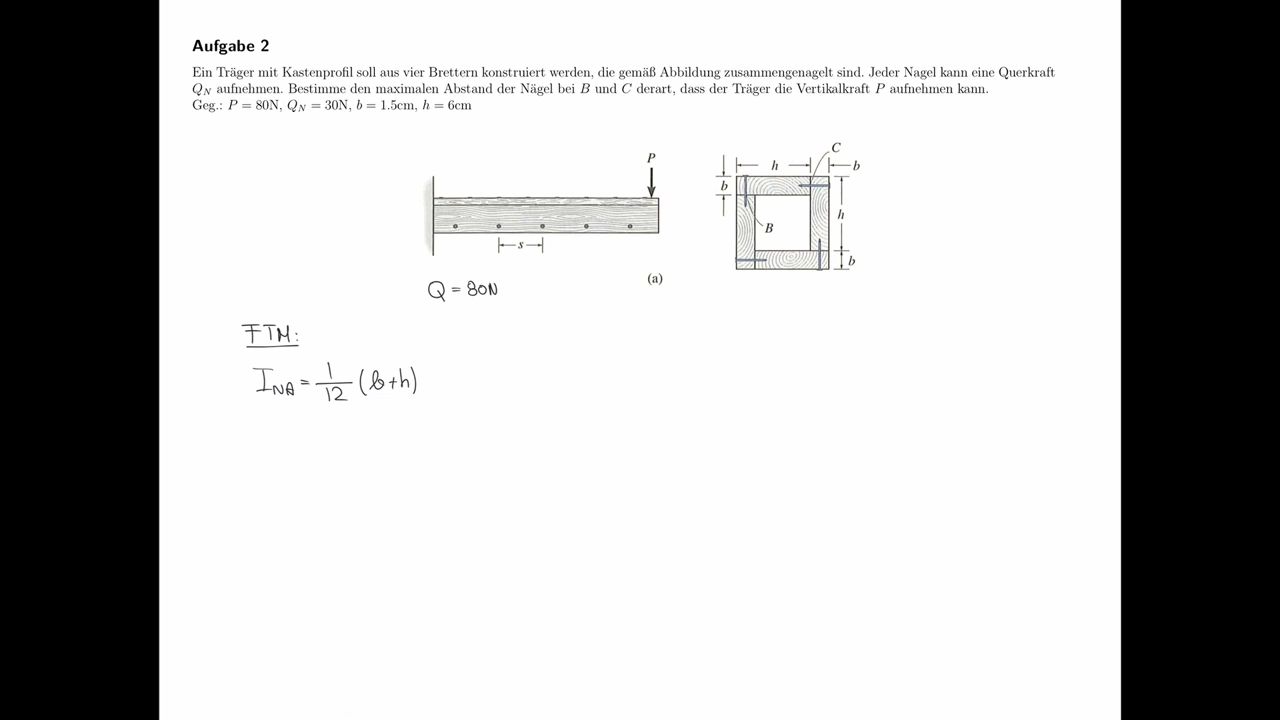 Aufgabe 2
Ein Träger mit Kastenprofil soll aus vier Brettern konstruiert werden, die gemäß Abbildung zusammengenagelt sind. Jeder Nagel kann eine Querkraft
Q_N aufnehmen. Bestimme den maximalen Abstand der Nägel bei B und C derart, dass der Träger die Vertikalkraft P aufnehmen kann.
Geg.: P = 80N, Q_N = 30N, b = 1.5cm, h = 6cm
P
s
(a)
C
h
b
b
h
B
b
Q = 80N
FTM:
I_NA = 1/12 (b+h)